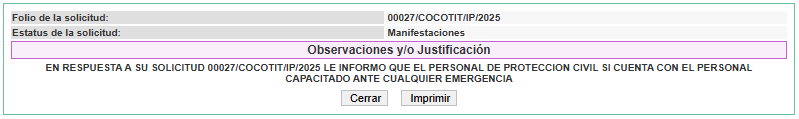 Folio de la solicitud: 00027/COCOTIT/IP/2025
Estatus de la solicitud: Manifestaciones
Observaciones y/o Justificación
EN RESPUESTA A SU SOLICITUD 00027/COCOTIT/IP/2025 LE INFORMO QUE EL PERSONAL DE PROTECCION CIVIL SI CUENTA CON EL PERSONAL
CAPACITADO ANTE CUALQUIER EMERGENCIA
Cerrar Imprimir